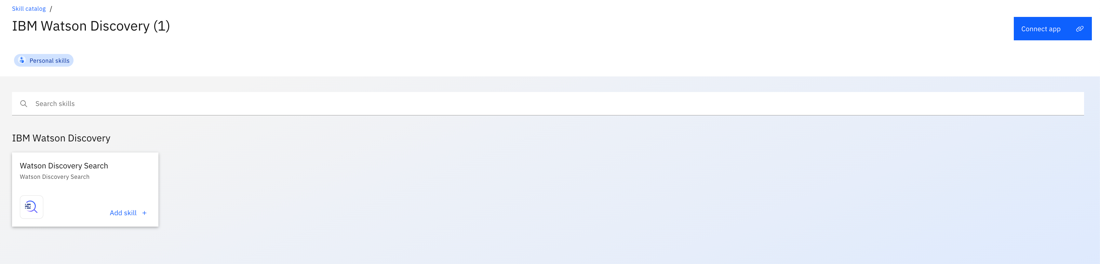 Skill catalog /
IBM Watson Discovery (1)
Connect app
Personal skills
Search skills
IBM Watson Discovery
Watson Discovery Search
Watson Discovery Search
Add skill +